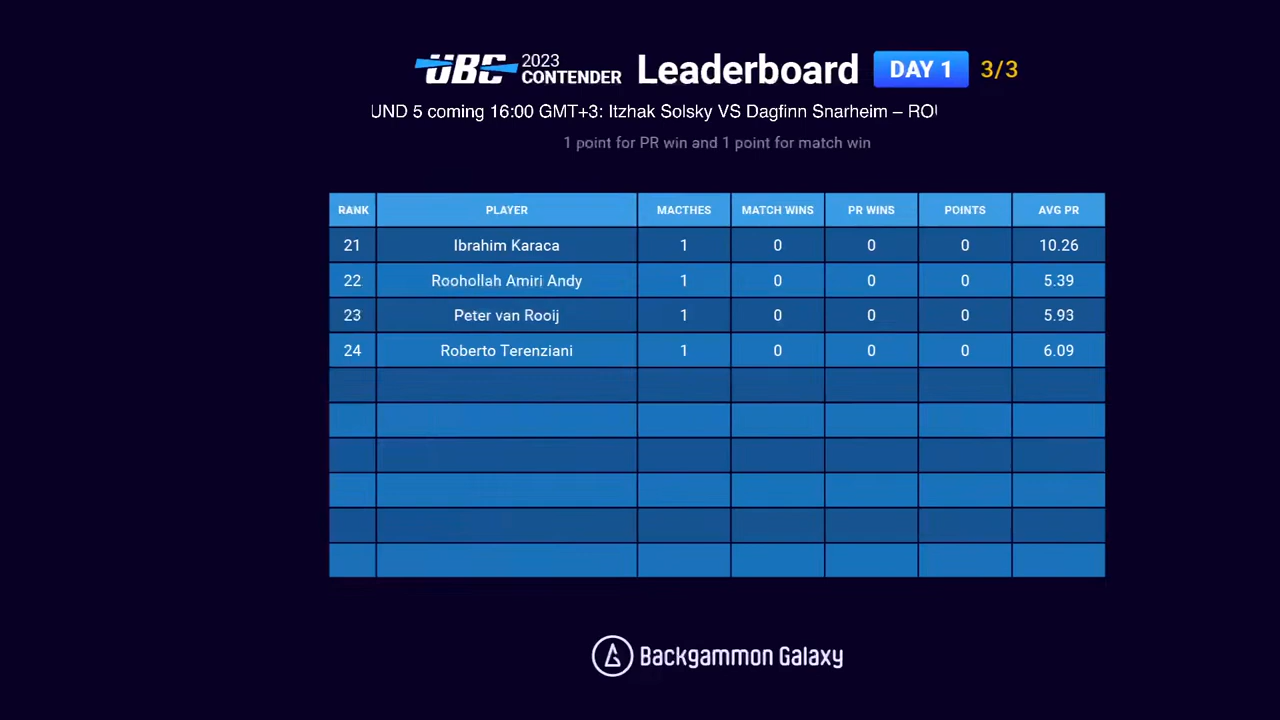 UBC 2023 CONTENDER Leaderboard DAY 1 3/3
UND 5 coming 16:00 GMT+3: Itzhak Solsky VS Dagfinn Snarheim – ROU
1 point for PR win and 1 point for match win
RANK PLAYER MACTHES MATCH WINS PR WINS POINTS AVG PR
21 Ibrahim Karaca 1 0 0 0 10.26
22 Roohollah Amiri Andy 1 0 0 0 5.39
23 Peter van Rooij 1 0 0 0 5.93
24 Roberto Terenziani 1 0 0 0 6.09
Backgammon Galaxy